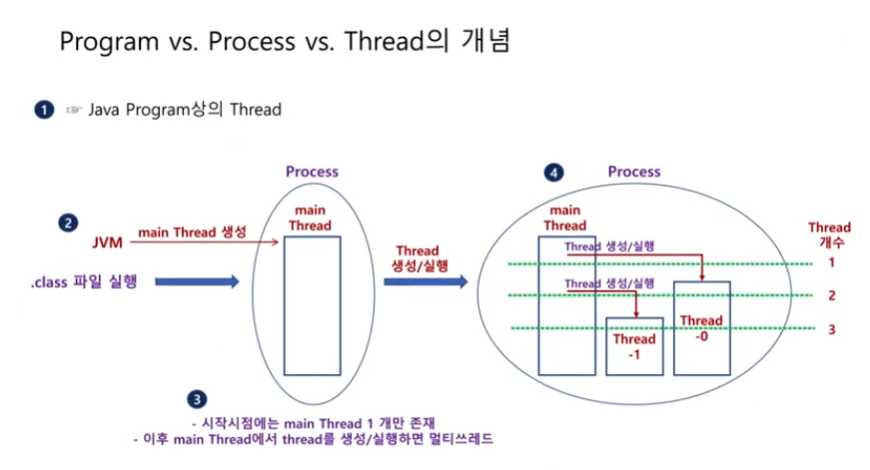 Program vs. Process vs. Thread의 개념
1 ☞ Java Program상의 Thread
2
JVM
main Thread 생성
.class 파일 실행
Process
main
Thread
Thread
생성/실행
3
- 시작시점에는 main Thread 1 개만 존재
- 이후 main Thread에서 thread를 생성/실행하면 멀티쓰레드
4
Process
main
Thread
Thread 생성/실행
Thread 생성/실행
Thread
-1
Thread
-0
Thread
개수
1
2
3